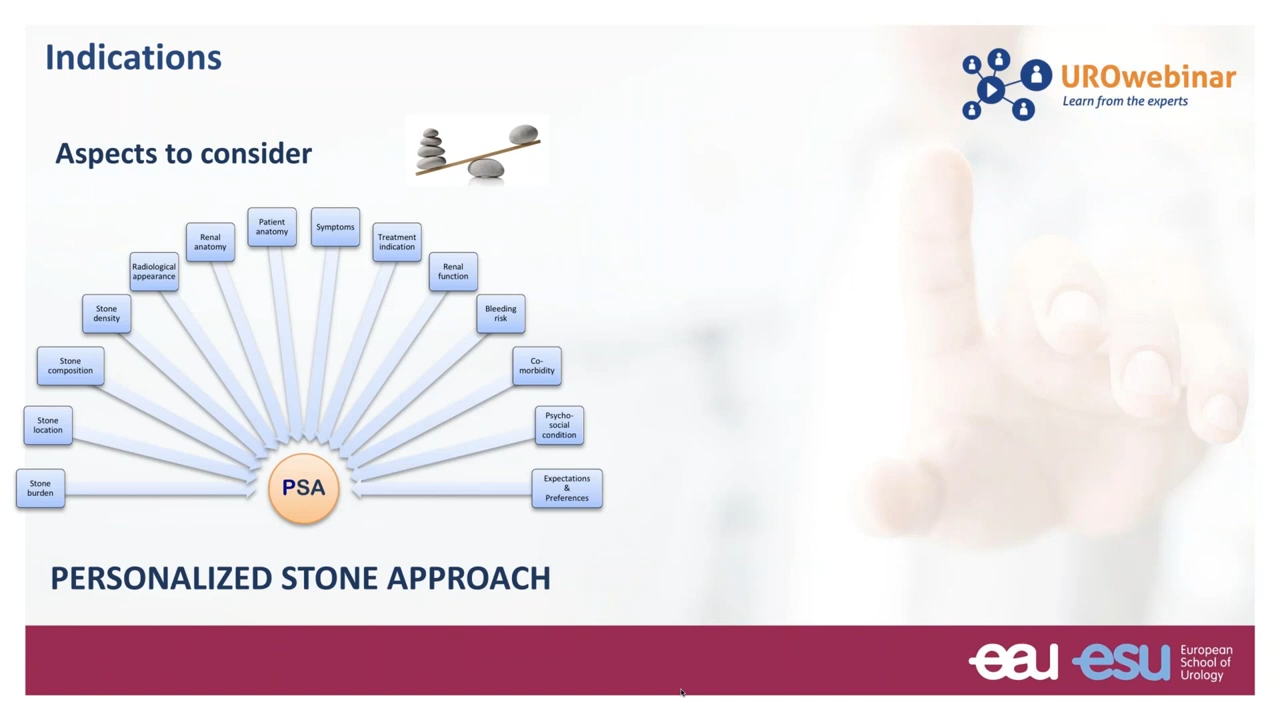 Indications
UROwebinar
Learn from the experts
Aspects to consider
Stone
burden
Stone
location
Stone
composition
Stone
density
Radiological
appearance
Renal
anatomy
Patient
anatomy
Symptoms
Treatment
indication
Renal
function
Bleeding
risk
Co-
morbidity
Psycho-
social
condition
Expectations
&
Preferences
PSA
PERSONALIZED STONE APPROACH
eau esu
European
School of
Urology